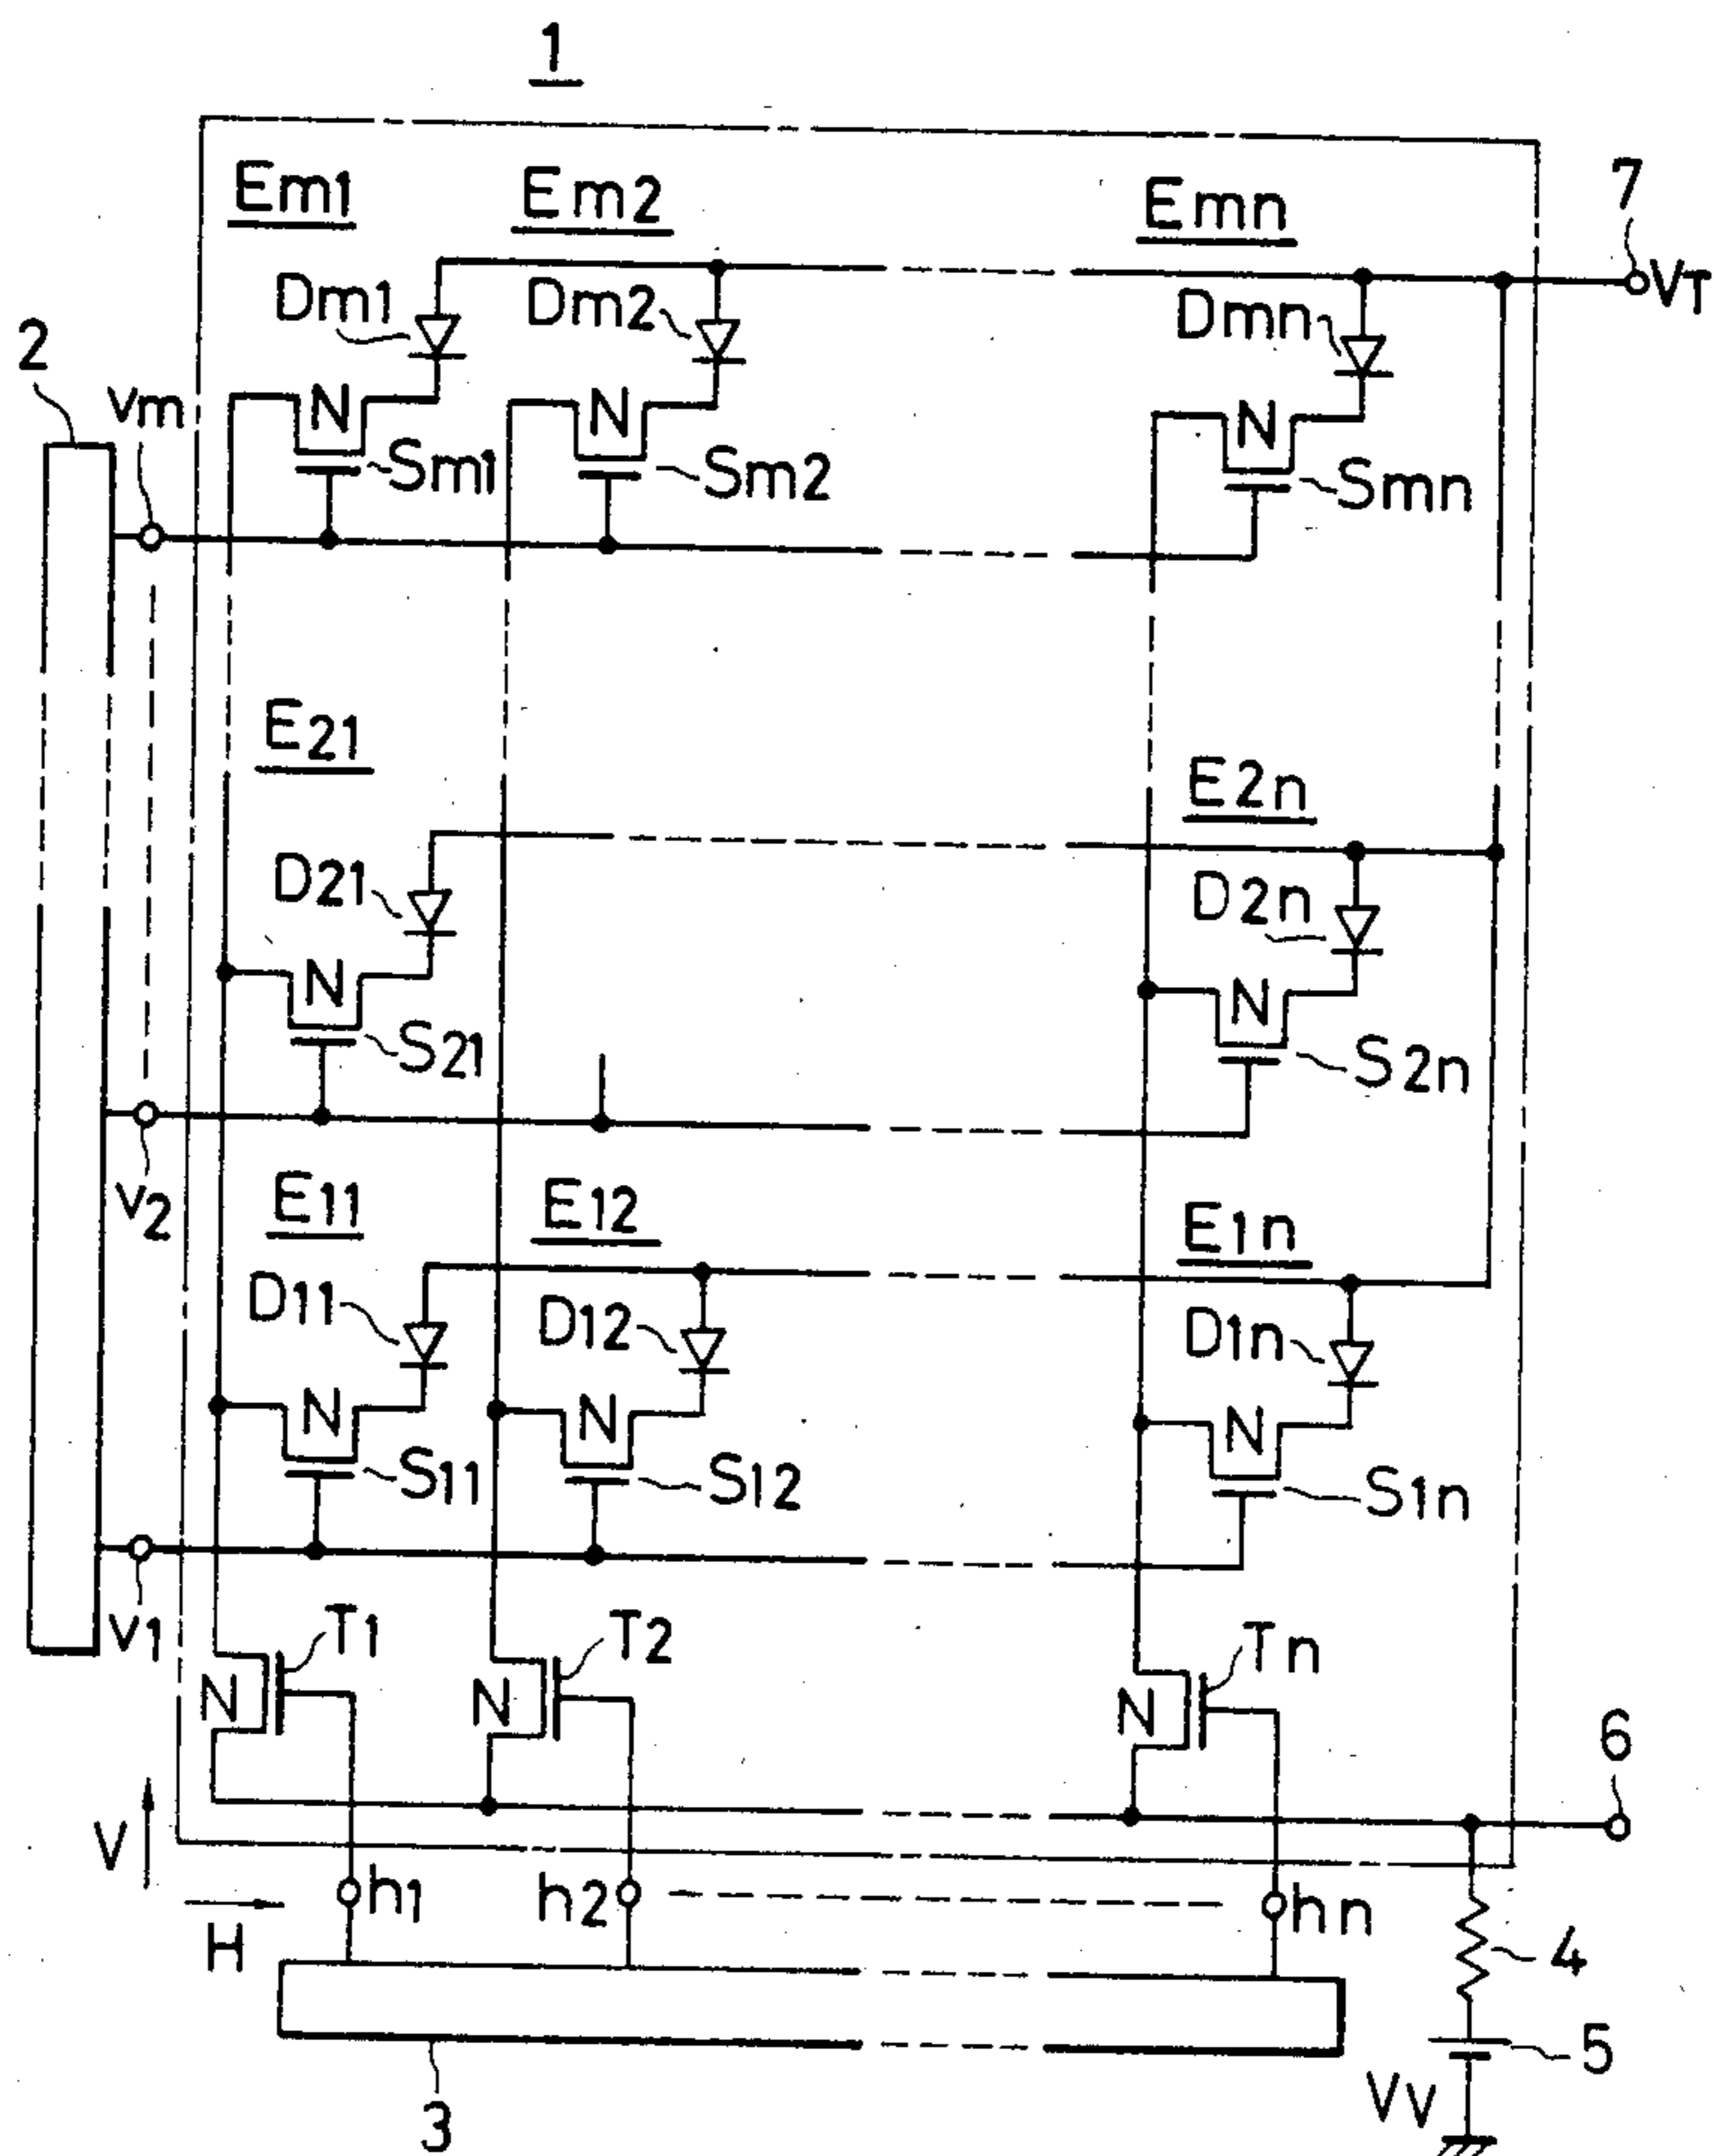 1
Em1 Em2 Emn
7
Dm1 Dm2 Dmn VT
2
vm
N N N
Sm1 Sm2 Smn
E21 E2n
D21 D2n
N N
S21 S2n
v2
E11 E12 E1n
D11 D12 D1n
N N N
S11 S12 S1n
v1
T1 T2 Tn
N N N
6
V
h1 h2 hn
H
4
5
VV
3